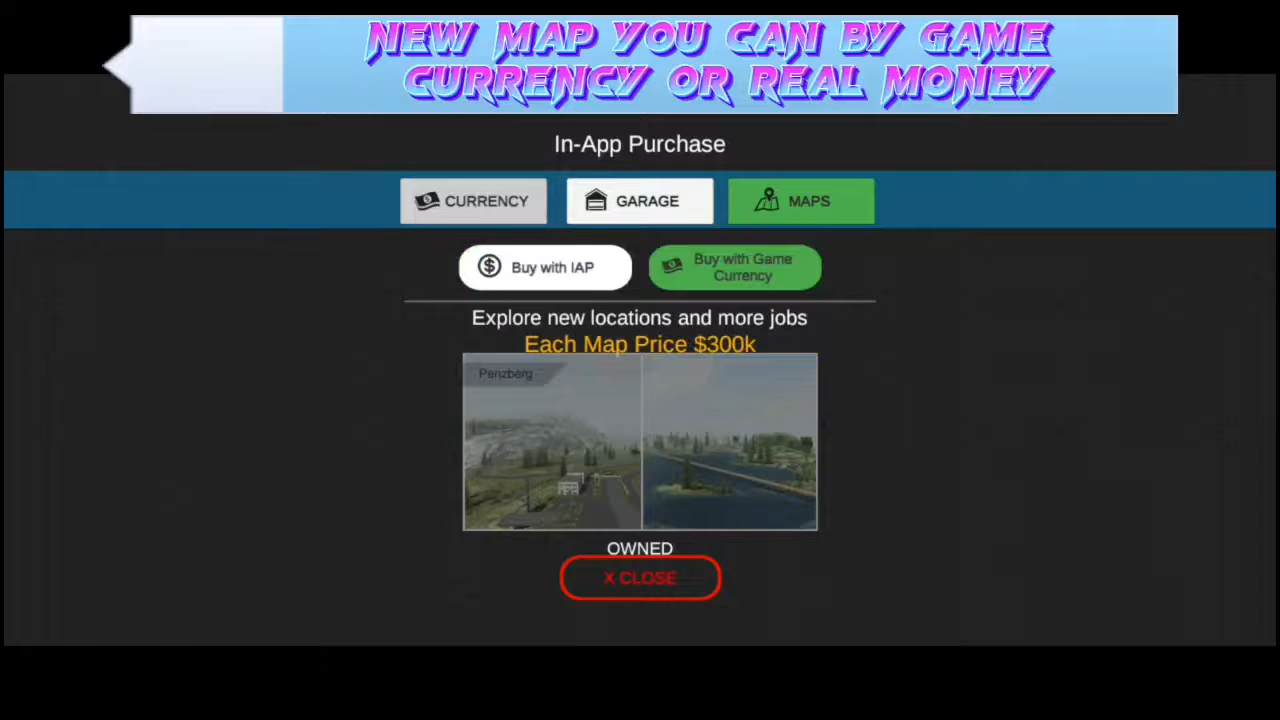 NEW MAP YOU CAN BY GAME
CURRENCY OR REAL MONEY
In-App Purchase
CURRENCY
GARAGE
MAPS
Buy with IAP
Buy with Game
Currency
Explore new locations and more jobs
Each Map Price $300k
Penzberg
OWNED
X CLOSE